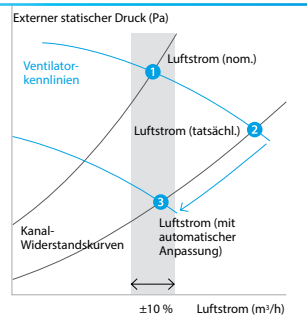 Externer statischer Druck (Pa)
Ventilator-
kennlinien
1
Luftstrom (nom.)
Luftstrom (tatsächl.)
2
3
Kanal-
Widerstandskurven
Luftstrom (mit
automatischer
Anpassung)
±10 %
Luftstrom (m³/h)